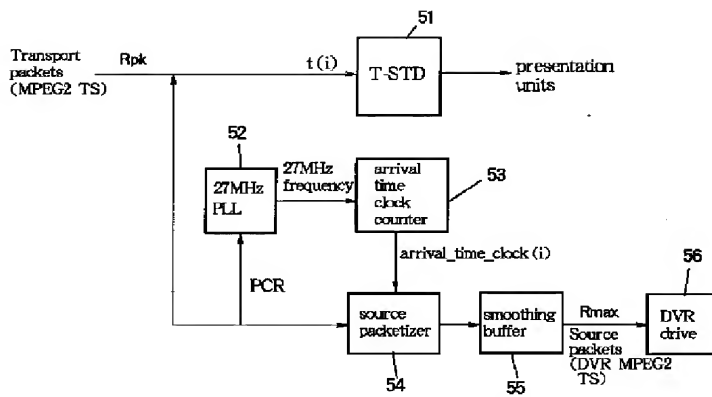 51
Transport
packets
(MPEG2 TS)
Rpk
t(i)
T-STD
presentation
units
52
27MHz
PLL
27MHz
frequency
arrival
time
clock
counter
53
arrival_time_clock(i)
PCR
source
packetizer
54
smoothing
buffer
55
Rmax
Source
packets
(DVR MPEG2
TS)
56
DVR
drive